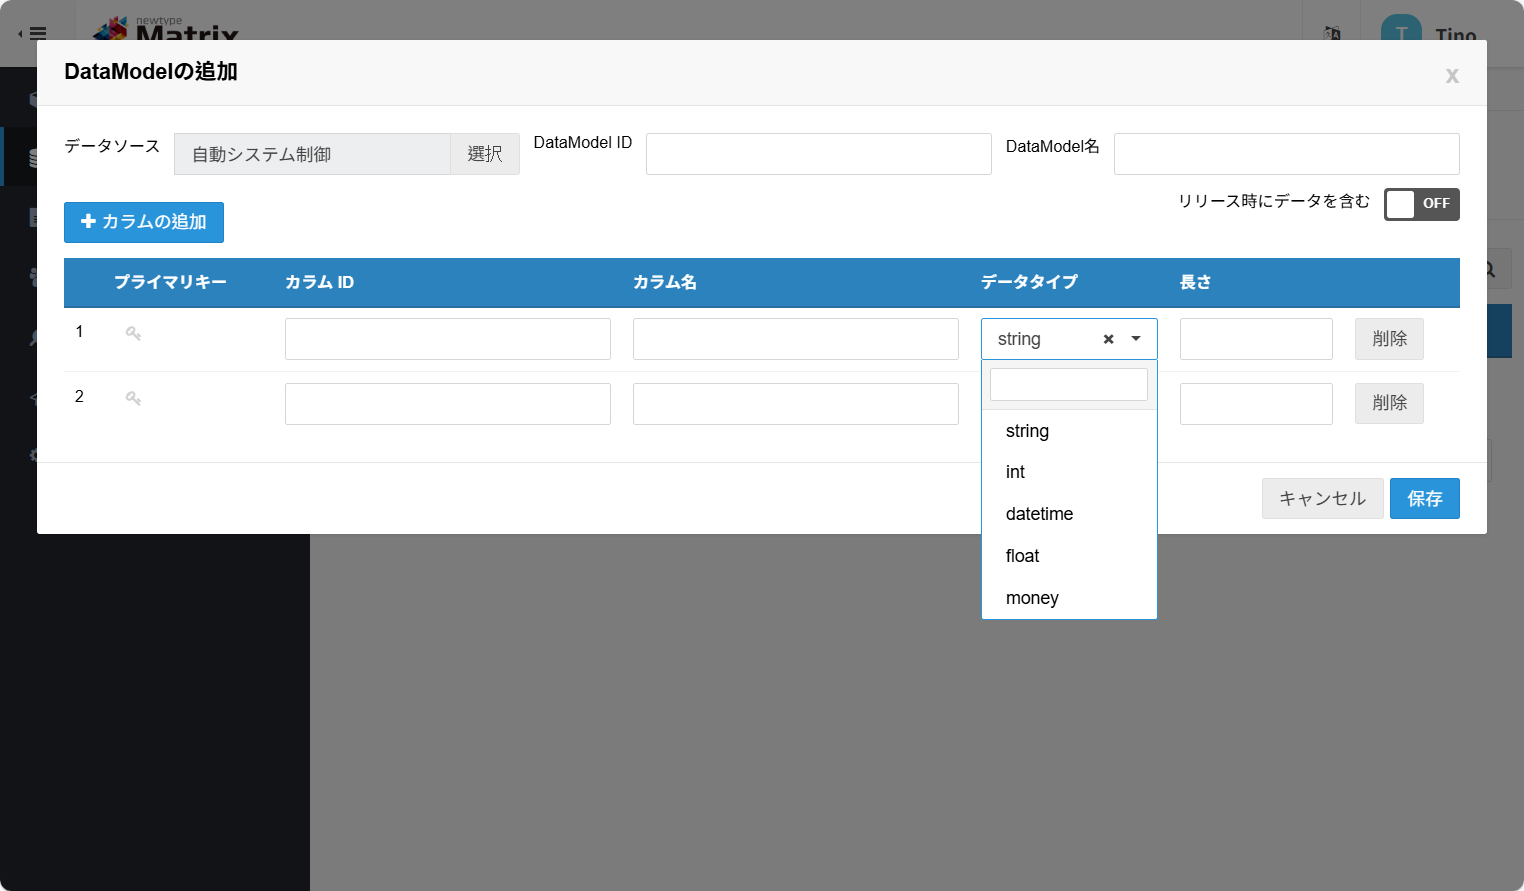 newtype
Matrix
T
Tino
DataModelの追加
x
データソース
自動システム制御
選択
DataModel ID
DataModel名
リリース時にデータを含む
OFF
カラムの追加
プライマリキー
カラム ID
カラム名
データタイプ
長さ
1
string
削除
2
削除
string
int
datetime
float
money
キャンセル
保存